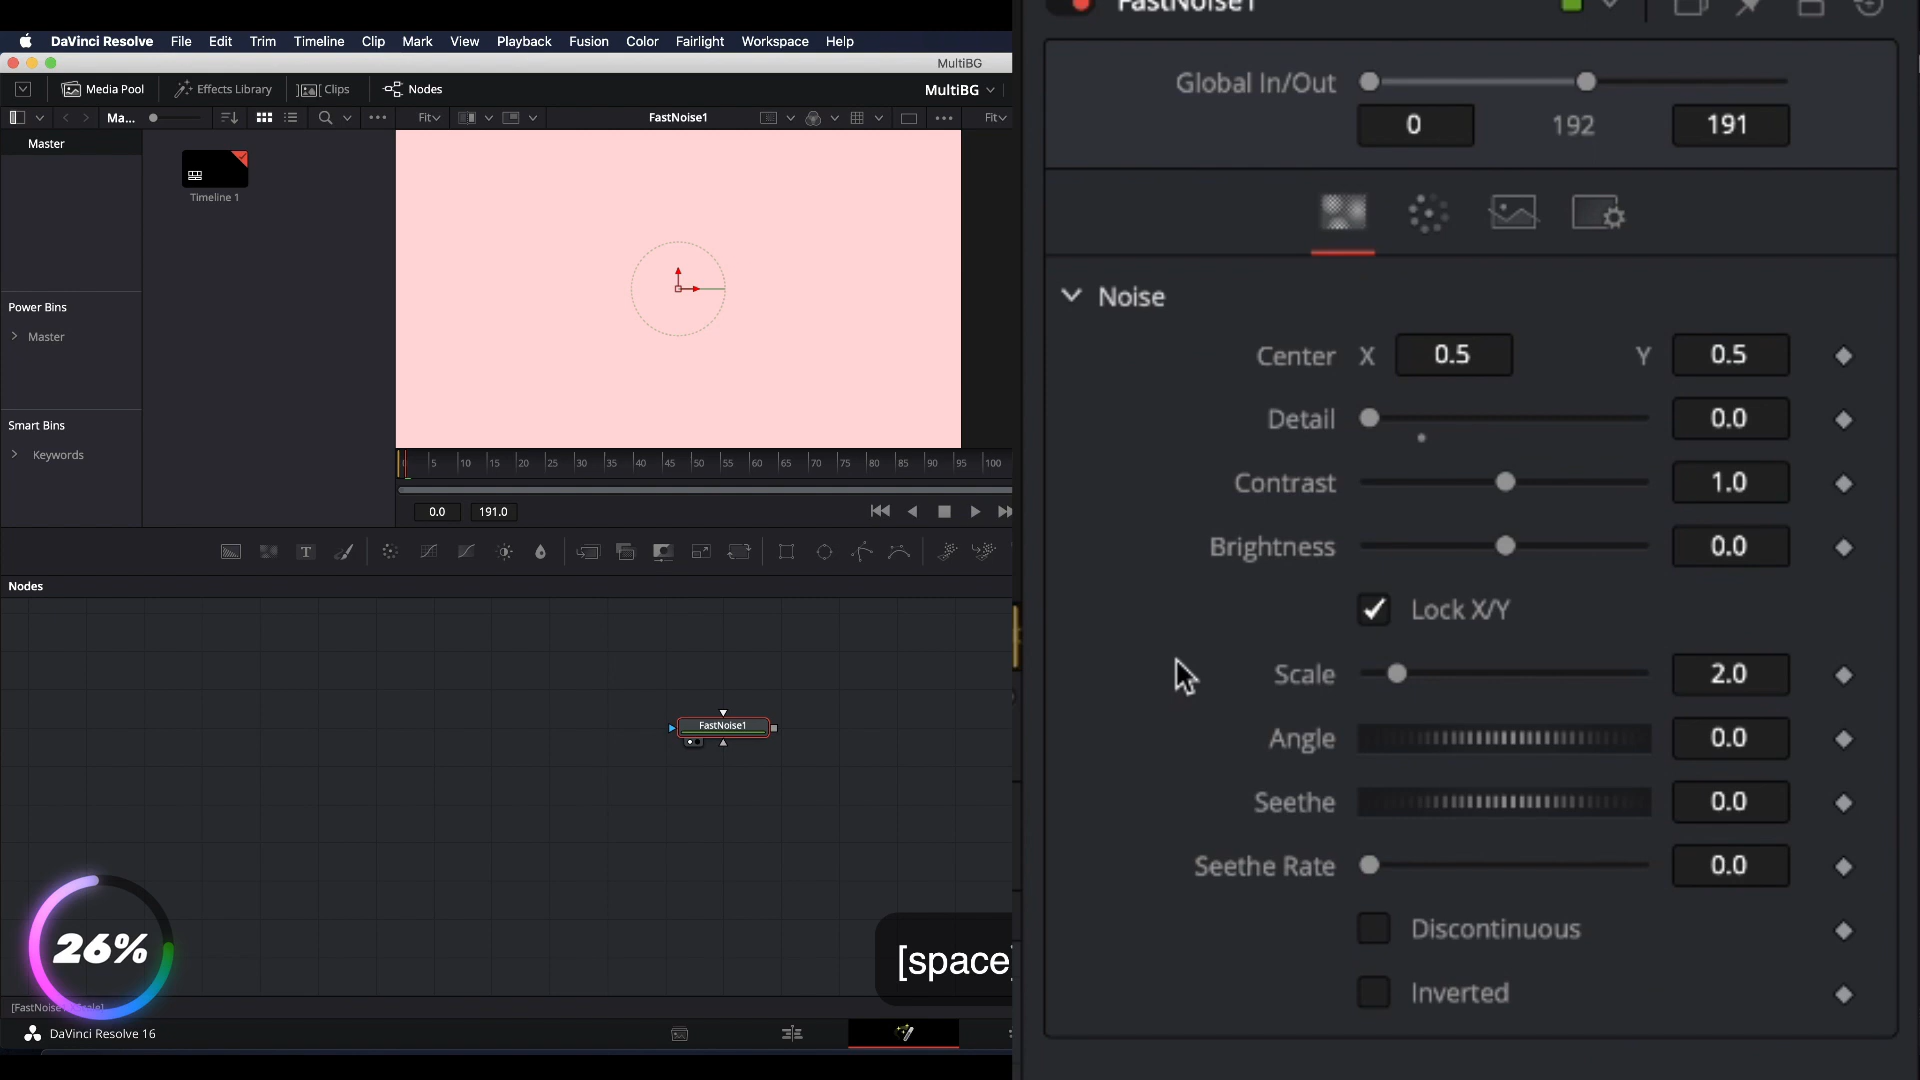 DaVinci Resolve File Edit Trim Timeline Clip Mark View Playback Fusion Color Fairlight Workspace Help
MultiBG
Media Pool Effects Library Clips Nodes MultiBG
Ma... Fit FastNoise1 Fit
Master
Timeline 1
Power Bins
Master
Smart Bins
Keywords
5 10 15 20 25 30 35 40 45 50 55 60 65 70 75 80 85 90 95 100
0.0 191.0
T
Nodes
FastNoise1
26%
[space]
DaVinci Resolve 16
FastNoise1
Global In/Out
0 192 191
Noise
Center X 0.5 Y 0.5
Detail 0.0
Contrast 1.0
Brightness 0.0
Lock X/Y
Scale 2.0
Angle 0.0
Seethe 0.0
Seethe Rate 0.0
Discontinuous
Inverted